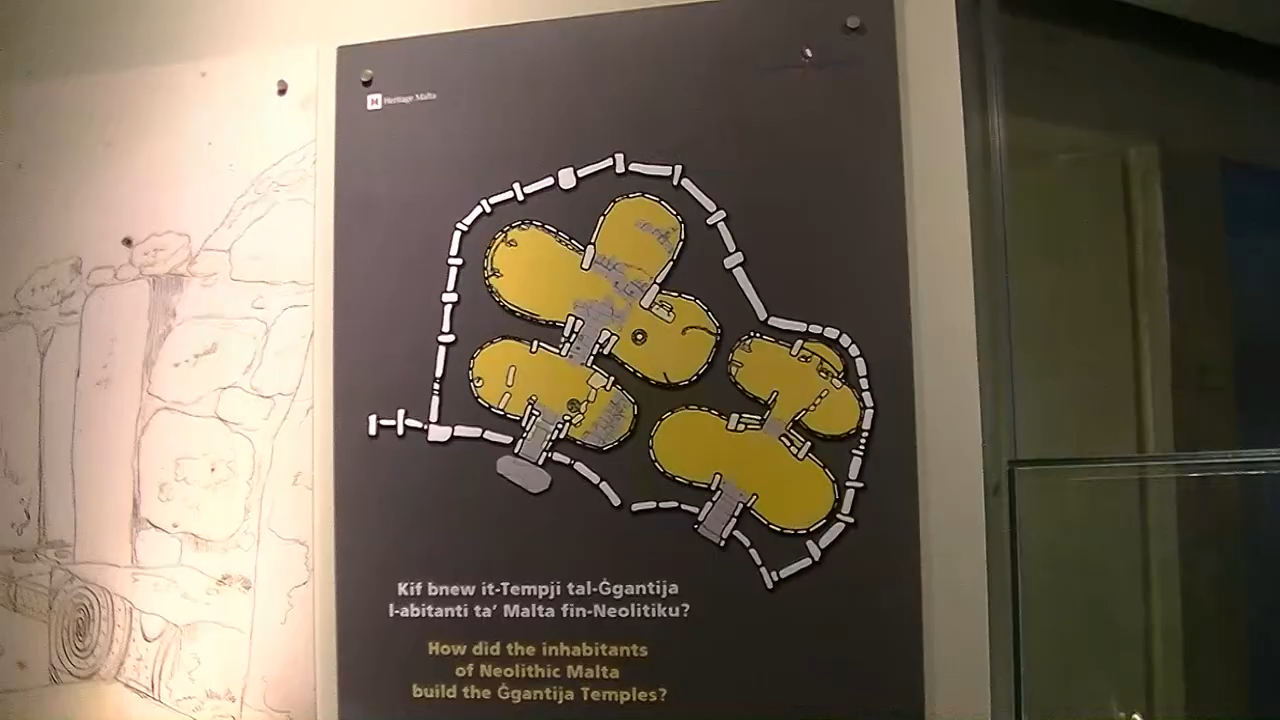 Heritage Malta
Kif bnew it-Tempji tal-Ġgantija
l-abitanti ta’ Malta fin-Neolitiku?
How did the inhabitants
of Neolithic Malta
build the Ġgantija Temples?